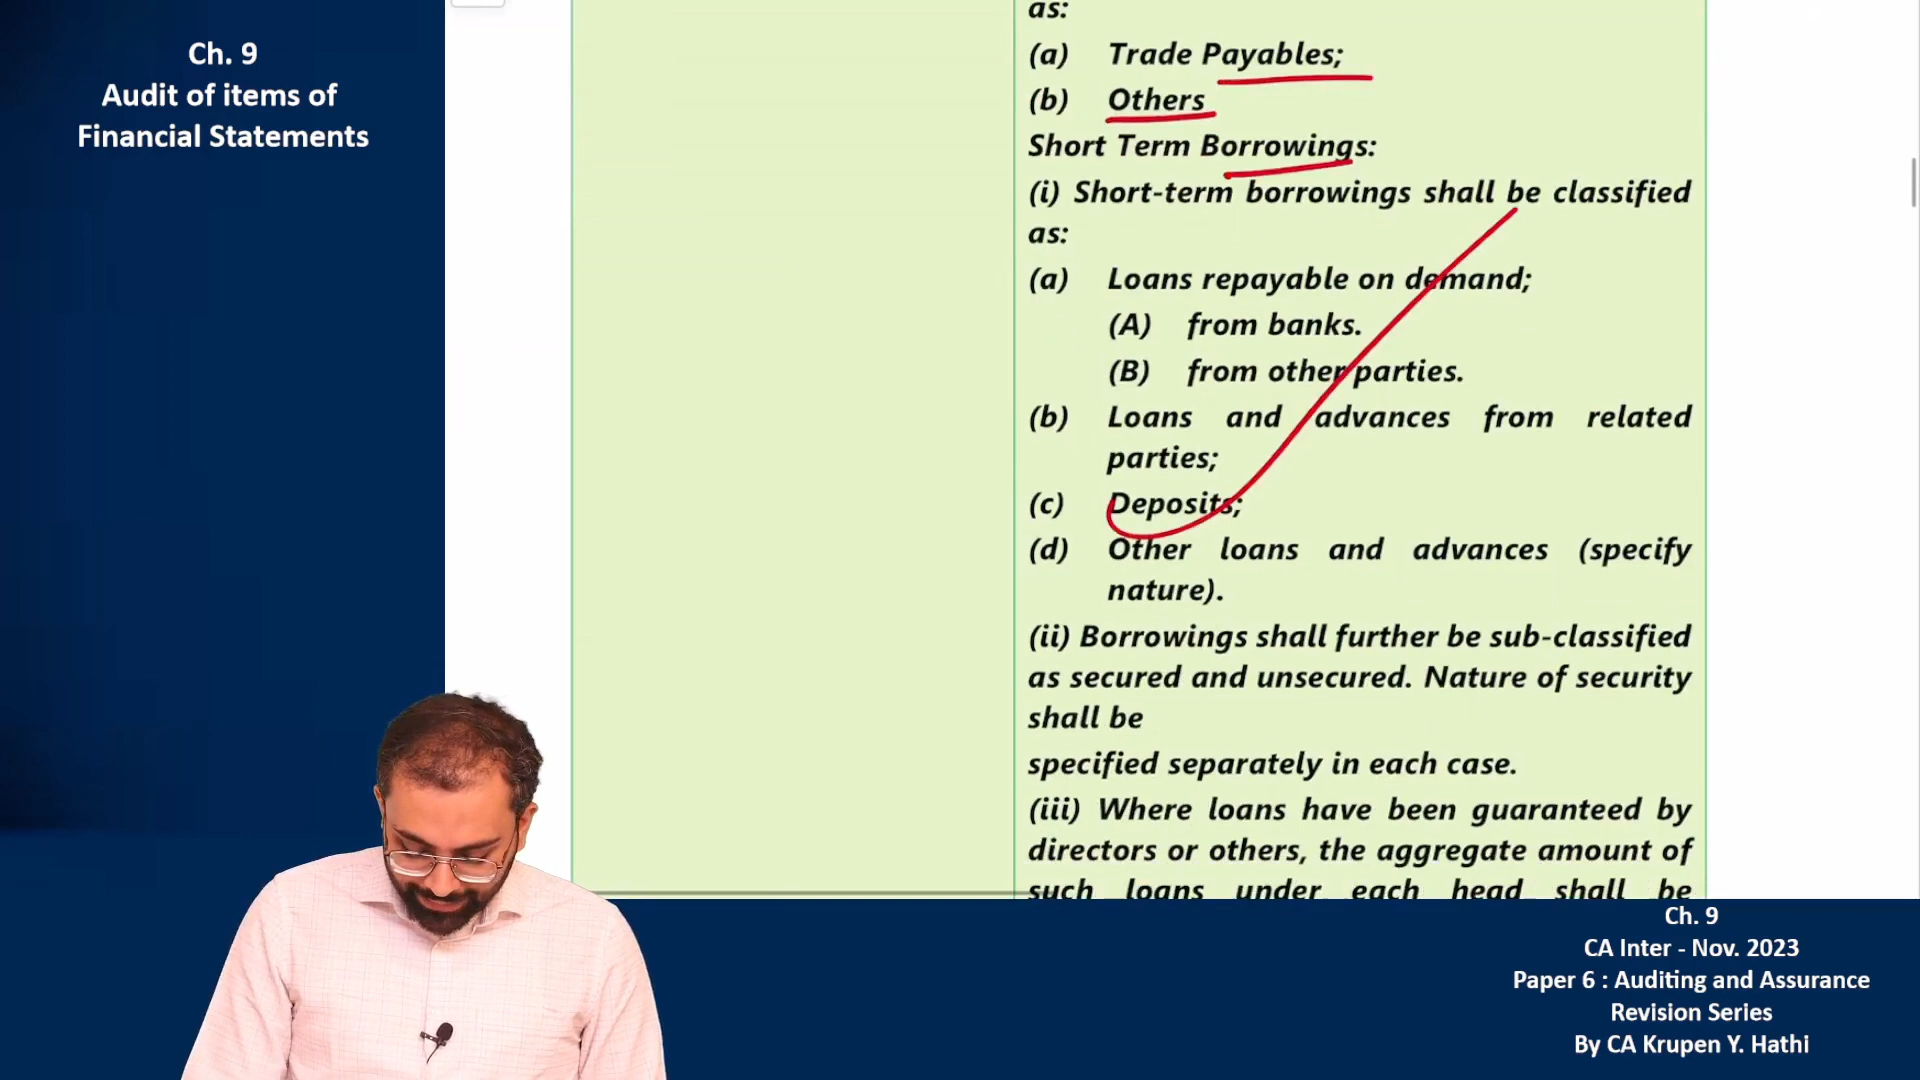 Ch. 9
Audit of items of
Financial Statements
as:
(a) Trade Payables;
(b) Others
Short Term Borrowings:
(i) Short-term borrowings shall be classified
as:
(a) Loans repayable on demand;
(A) from banks.
(B) from other parties.
(b) Loans and advances from related
parties;
(c) Deposits;
(d) Other loans and advances (specify
nature).
(ii) Borrowings shall further be sub-classified
as secured and unsecured. Nature of security
shall be
specified separately in each case.
(iii) Where loans have been guaranteed by
directors or others, the aggregate amount of
such loans under each head shall be
Ch. 9
CA Inter - Nov. 2023
Paper 6 : Auditing and Assurance
Revision Series
By CA Krupen Y. Hathi